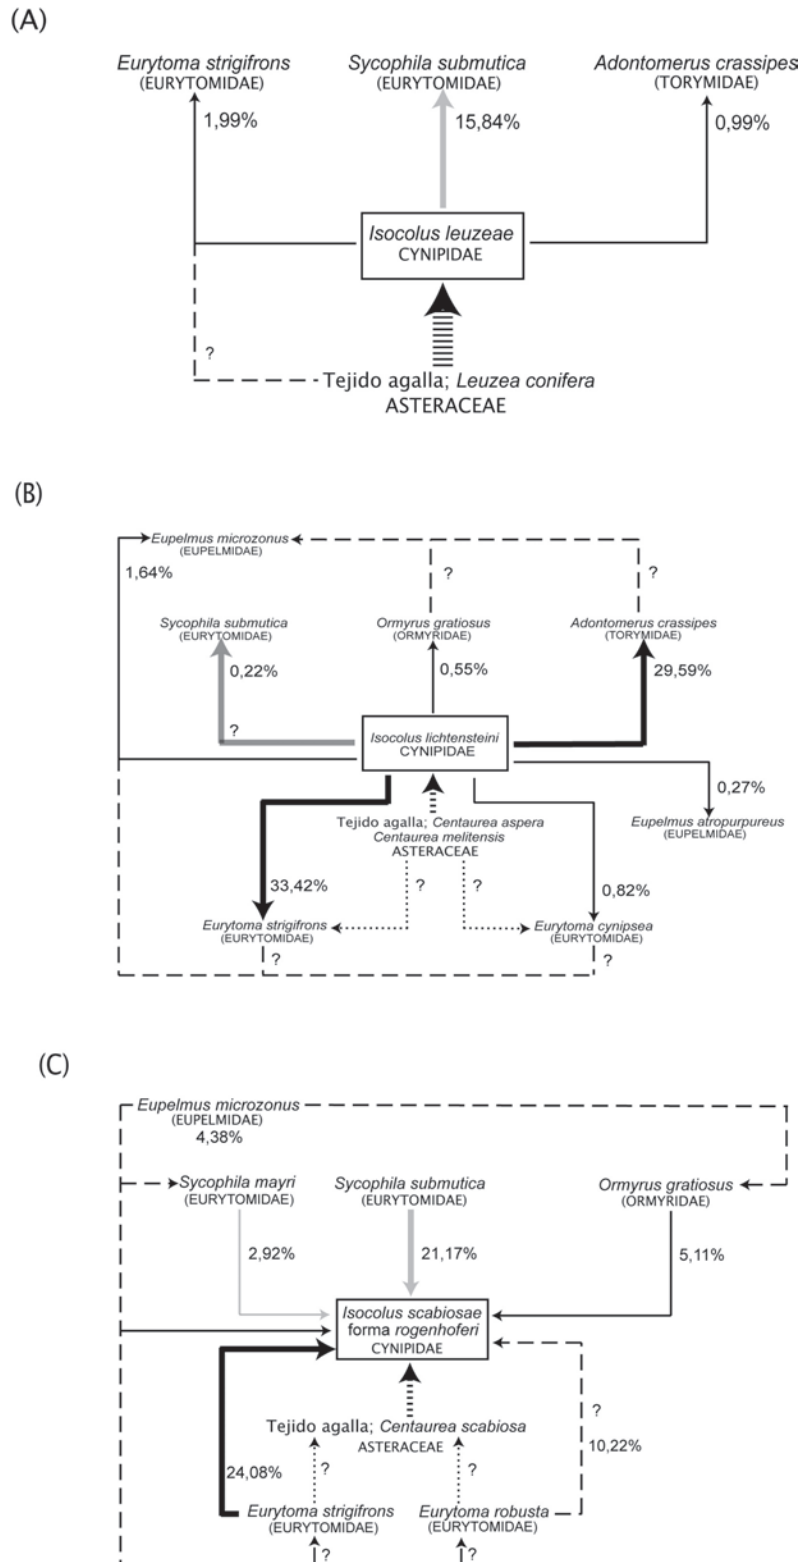 (A)
Eurytoma strigifrons
(EURYTOMIDAE)
Sycophila submutica
(EURYTOMIDAE)
Adontomerus crassipes
(TORYMIDAE)
1,99%
15,84%
0,99%
Isocolus leuzeae
CYNIPIDAE
?
Tejido agalla; Leuzea conifera
ASTERACEAE
(B)
Eupelmus microzonus
(EUPELMIDAE)
1,64%
?
?
Sycophila submutica
(EURYTOMIDAE)
Ormyrus gratiosus
(ORMYRIDAE)
Adontomerus crassipes
(TORYMIDAE)
0,22%
0,55%
29,59%
?
Isocolus lichtensteini
CYNIPIDAE
0,27%
Eupelmus atropurpureus
(EUPELMIDAE)
Tejido agalla; Centaurea aspera
Centaurea melitensis
ASTERACEAE
33,42%
?
?
0,82%
Eurytoma strigifrons
(EURYTOMIDAE)
Eurytoma cynipsea
(EURYTOMIDAE)
?
?
(C)
Eupelmus microzonus
(EUPELMIDAE)
4,38%
Sycophila mayri
(EURYTOMIDAE)
Sycophila submutica
(EURYTOMIDAE)
Ormyrus gratiosus
(ORMYRIDAE)
2,92%
21,17%
5,11%
Isocolus scabiosae
forma rogenhoferi
CYNIPIDAE
?
Tejido agalla; Centaurea scabiosa
ASTERACEAE
10,22%
24,08%
?
?
Eurytoma strigifrons
(EURYTOMIDAE)
Eurytoma robusta
(EURYTOMIDAE)
?
?